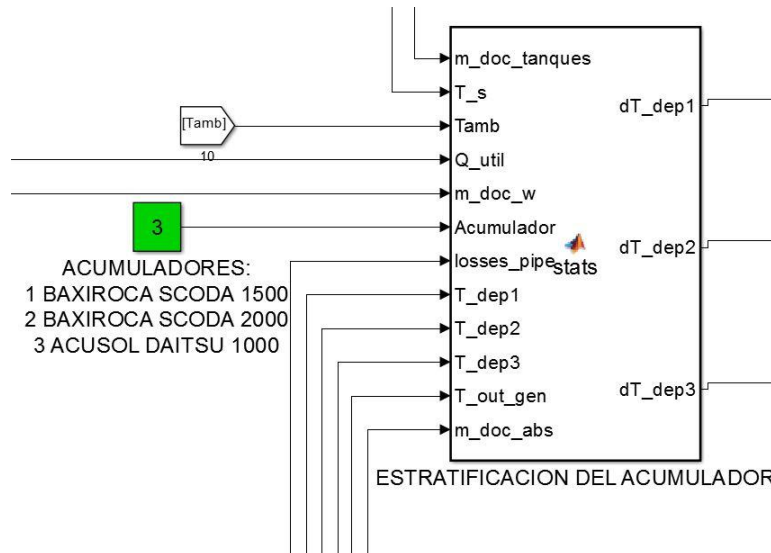 m_doc_tanques
T_s
dT_dep1
[Tamb]
Tamb
10
Q_util
m_doc_w
3
Acumulador
dT_dep2
losses_pipe
stats
ACUMULADORES:
1 BAXIROCA SCODA 1500
2 BAXIROCA SCODA 2000
3 ACUSOL DAITSU 1000
T_dep1
T_dep2
T_dep3
dT_dep3
T_out_gen
m_doc_abs
ESTRATIFICACION DEL ACUMULADOR